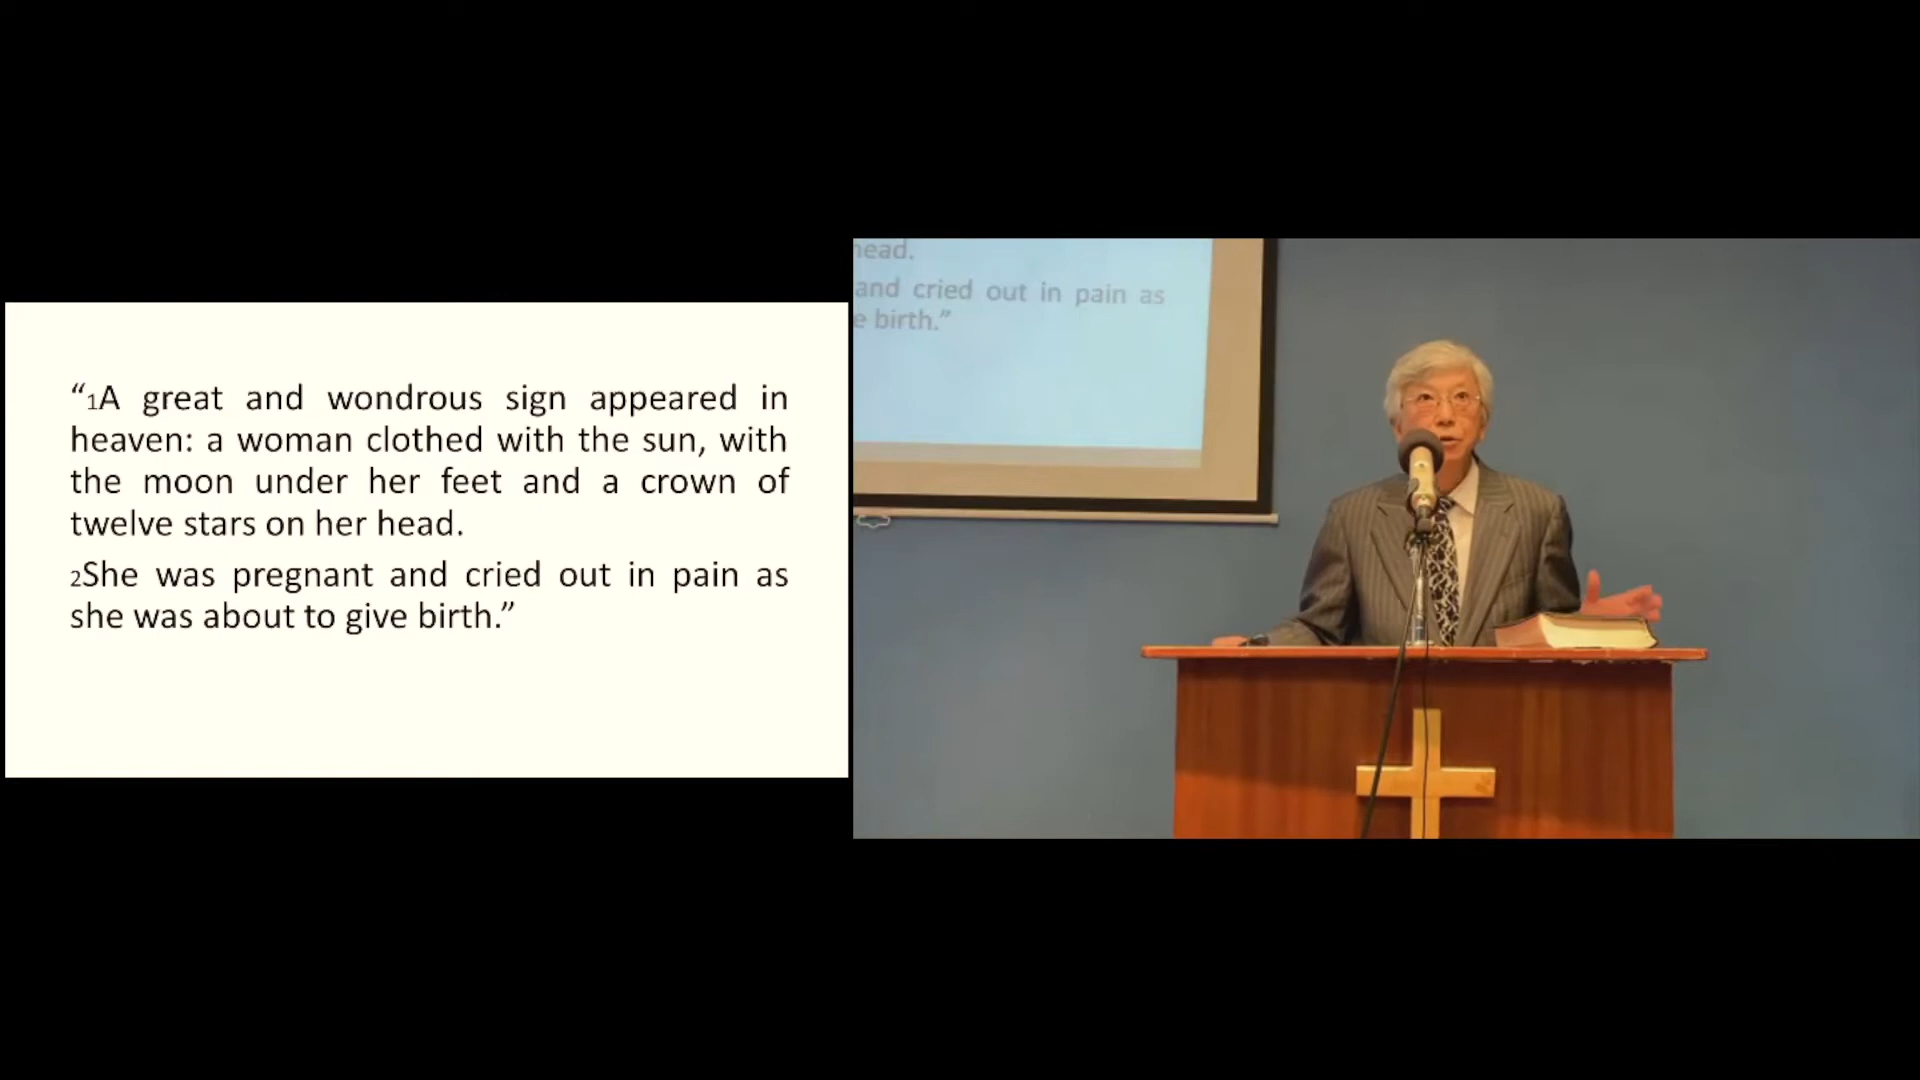 “1A great and wondrous sign appeared in
heaven: a woman clothed with the sun, with
the moon under her feet and a crown of
twelve stars on her head.
2She was pregnant and cried out in pain as
she was about to give birth.”
head.
and cried out in pain as
e birth.”